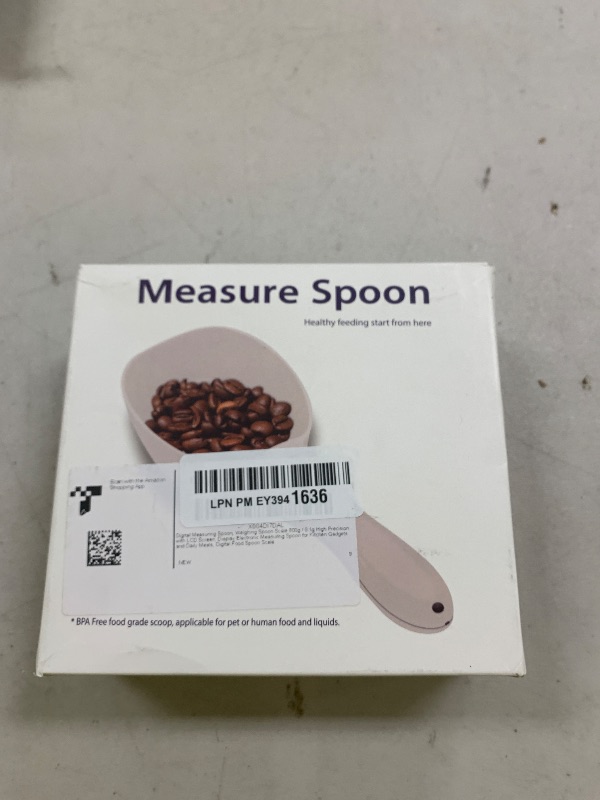 Measure Spoon
Healthy feeding start from here
Scan with the Amazon
Shopping App
LPN PM EY394 1636
Digital Measuring Spoon, Weighing Spoon Scale 500g / 0.1g High Precision
with LCD Screen, Display Electronic Measuring Spoon for Kitchen Gadgets
and Daily Meals, Digital Food Spoon Scale
NEW
* BPA Free food grade scoop, applicable for pet or human food and liquids.